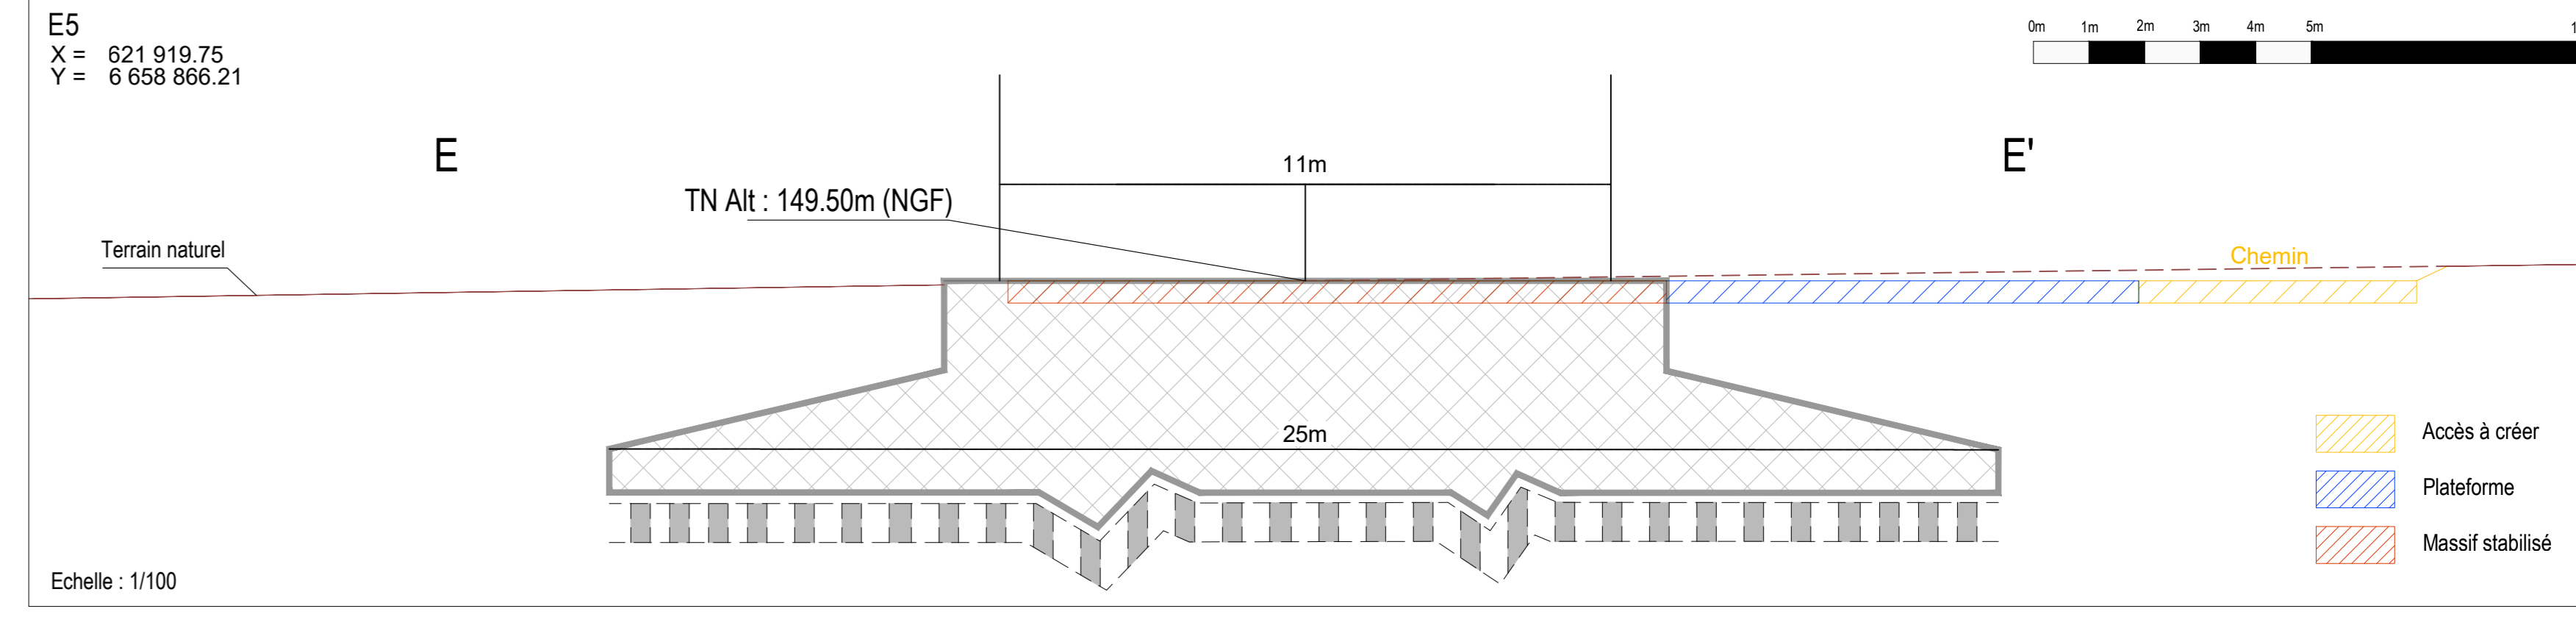 E5
X = 621 919.75
Y = 6 658 866.21
0m 1m 2m 3m 4m 5m 1
E
E'
11m
TN Alt : 149.50m (NGF)
Terrain naturel
Chemin
25m
Accès à créer
Plateforme
Massif stabilisé
Echelle : 1/100